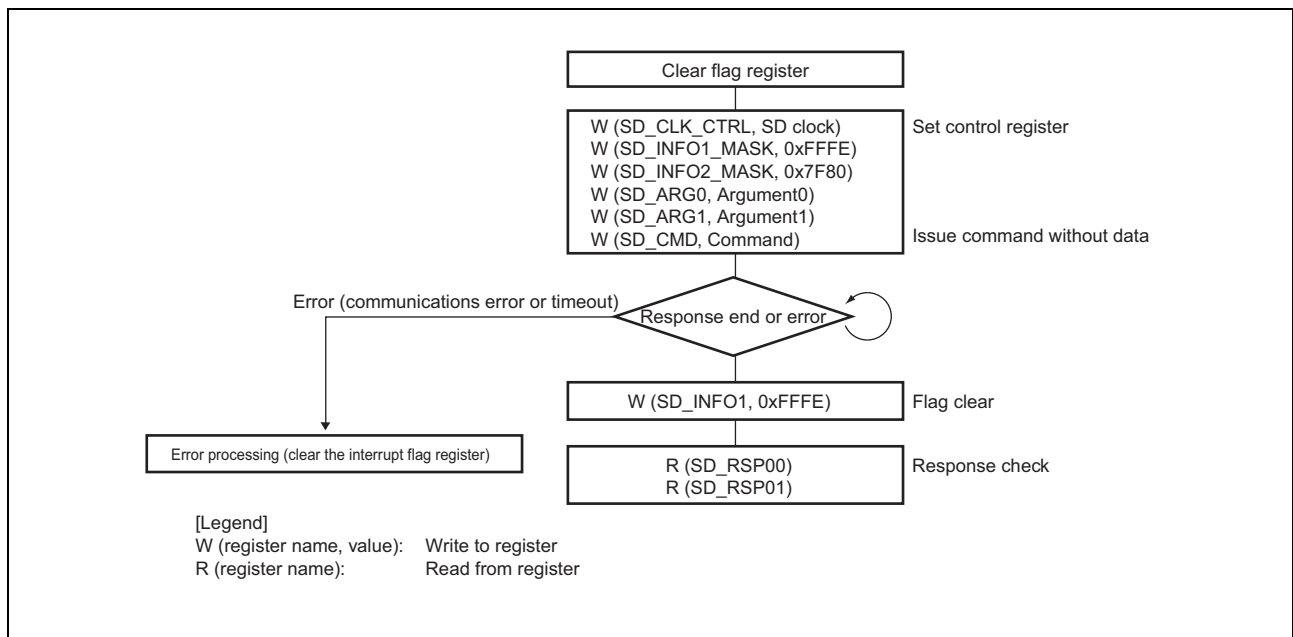 Clear flag register
W (SD_CLK_CTRL, SD clock)
Set control register
W (SD_INFO1_MASK, 0xFFFE)
W (SD_INFO2_MASK, 0x7F80)
W (SD_ARG0, Argument0)
W (SD_ARG1, Argument1)
W (SD_CMD, Command)
Issue command without data
Error (communications error or timeout)
Response end or error
W (SD_INFO1, 0xFFFE)
Flag clear
Error processing (clear the interrupt flag register)
R (SD_RSP00)
Response check
R (SD_RSP01)
[Legend]
W (register name, value): Write to register
R (register name): Read from register